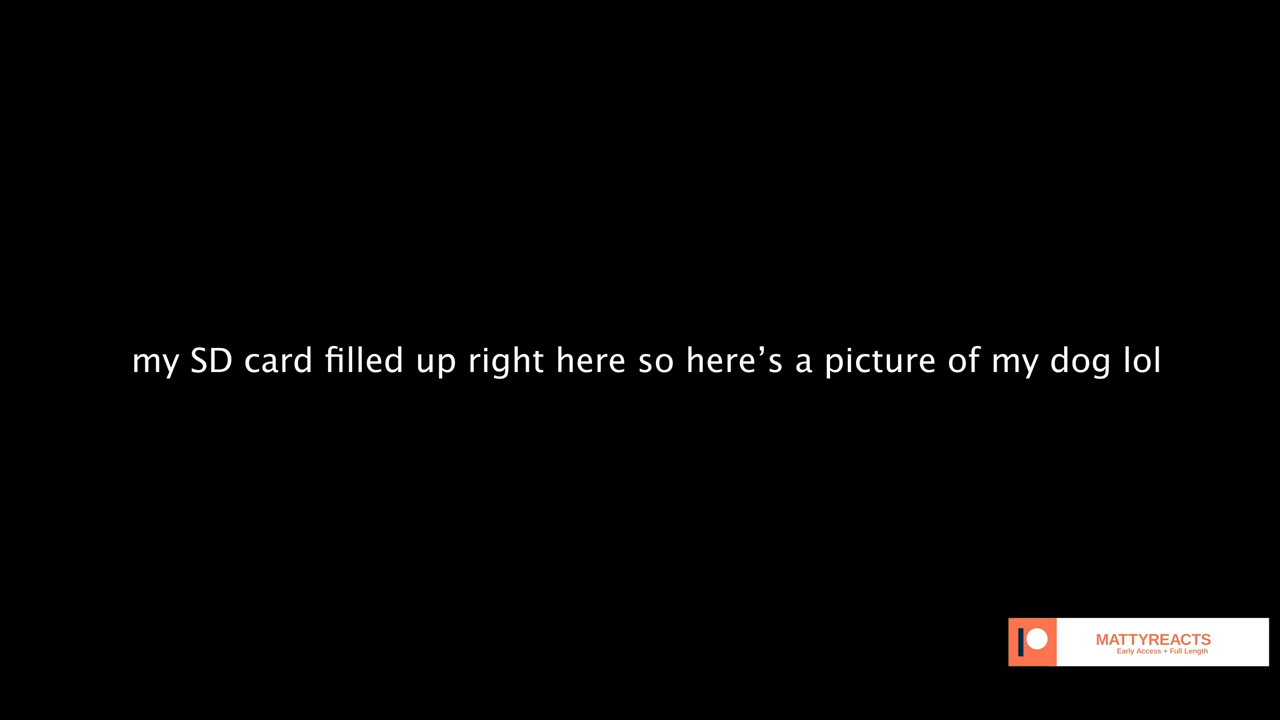 my SD card filled up right here so here’s a picture of my dog lol
MATTYREACTS
Early Access + Full Length